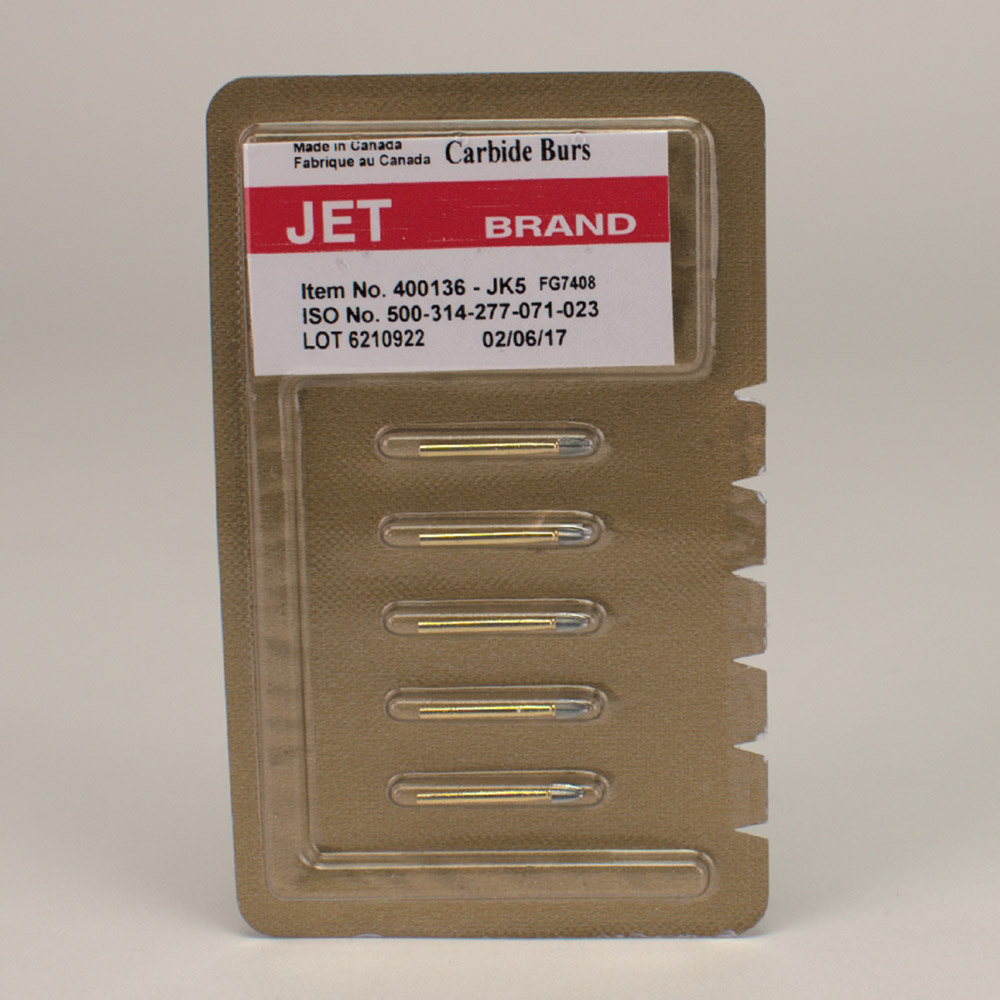 Made in Canada
Fabrique au Canada Carbide Burs
JET BRAND
Item No. 400136 - JK5 FG7408
ISO No. 500-314-277-071-023
LOT 6210922 02/06/17